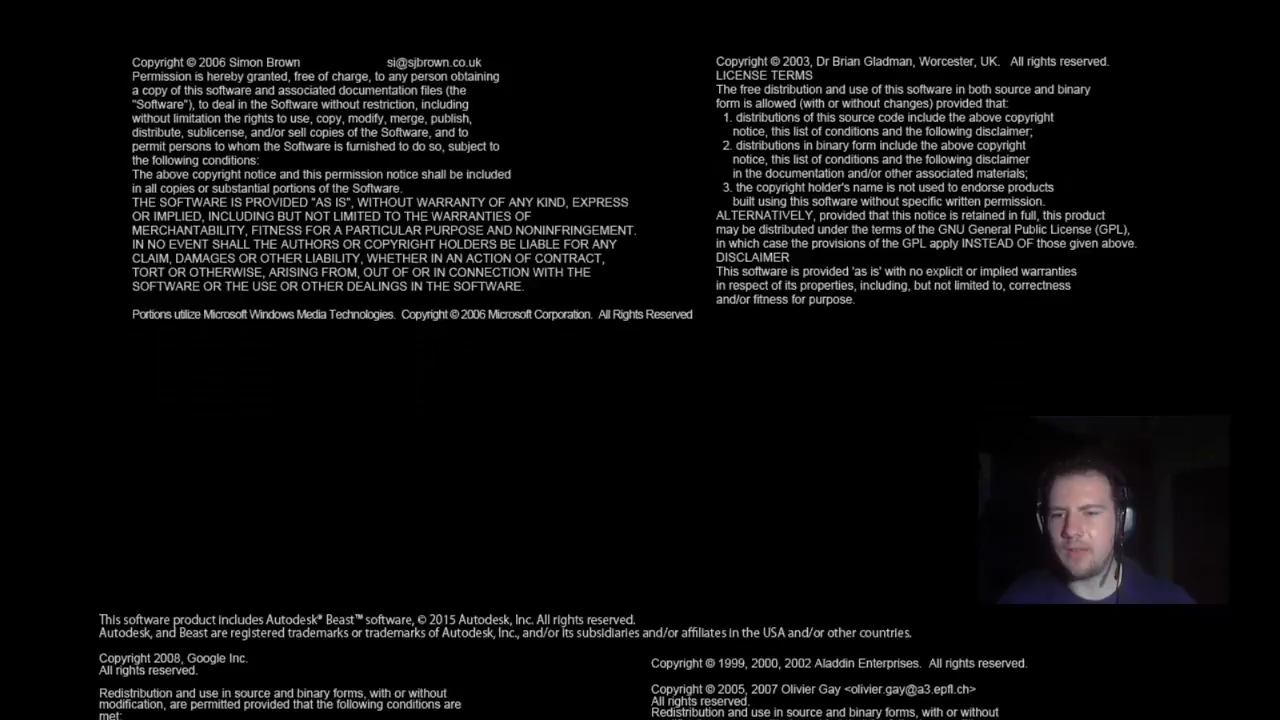 Copyright © 2006 Simon Brown si@sjbrown.co.uk
Permission is hereby granted, free of charge, to any person obtaining
a copy of this software and associated documentation files (the
"Software"), to deal in the Software without restriction, including
without limitation the rights to use, copy, modify, merge, publish,
distribute, sublicense, and/or sell copies of the Software, and to
permit persons to whom the Software is furnished to do so, subject to
the following conditions:
The above copyright notice and this permission notice shall be included
in all copies or substantial portions of the Software.
THE SOFTWARE IS PROVIDED "AS IS", WITHOUT WARRANTY OF ANY KIND, EXPRESS
OR IMPLIED, INCLUDING BUT NOT LIMITED TO THE WARRANTIES OF
MERCHANTABILITY, FITNESS FOR A PARTICULAR PURPOSE AND NONINFRINGEMENT.
IN NO EVENT SHALL THE AUTHORS OR COPYRIGHT HOLDERS BE LIABLE FOR ANY
CLAIM, DAMAGES OR OTHER LIABILITY, WHETHER IN AN ACTION OF CONTRACT,
TORT OR OTHERWISE, ARISING FROM, OUT OF OR IN CONNECTION WITH THE
SOFTWARE OR THE USE OR OTHER DEALINGS IN THE SOFTWARE.
Portions utilize Microsoft Windows Media Technologies. Copyright © 2006 Microsoft Corporation. All Rights Reserved
Copyright © 2003, Dr Brian Gladman, Worcester, UK. All rights reserved.
LICENSE TERMS
The free distribution and use of this software in both source and binary
form is allowed (with or without changes) provided that:
1. distributions of this source code include the above copyright
notice, this list of conditions and the following disclaimer;
2. distributions in binary form include the above copyright
notice, this list of conditions and the following disclaimer
in the documentation and/or other associated materials;
3. the copyright holder's name is not used to endorse products
built using this software without specific written permission.
ALTERNATIVELY, provided that this notice is retained in full, this product
may be distributed under the terms of the GNU General Public License (GPL),
in which case the provisions of the GPL apply INSTEAD OF those given above.
DISCLAIMER
This software is provided 'as is' with no explicit or implied warranties
in respect of its properties, including, but not limited to, correctness
and/or fitness for purpose.
This software product includes Autodesk® Beast™ software, © 2015 Autodesk, Inc. All rights reserved.
Autodesk, and Beast are registered trademarks or trademarks of Autodesk, Inc., and/or its subsidiaries and/or affiliates in the USA and/or other countries.
Copyright 2008, Google Inc.
All rights reserved.
Redistribution and use in source and binary forms, with or without
modification, are permitted provided that the following conditions are
met:
Copyright © 1999, 2000, 2002 Aladdin Enterprises. All rights reserved.
Copyright © 2005, 2007 Olivier Gay <olivier.gay@a3.epfl.ch>
All rights reserved.
Redistribution and use in source and binary forms, with or without